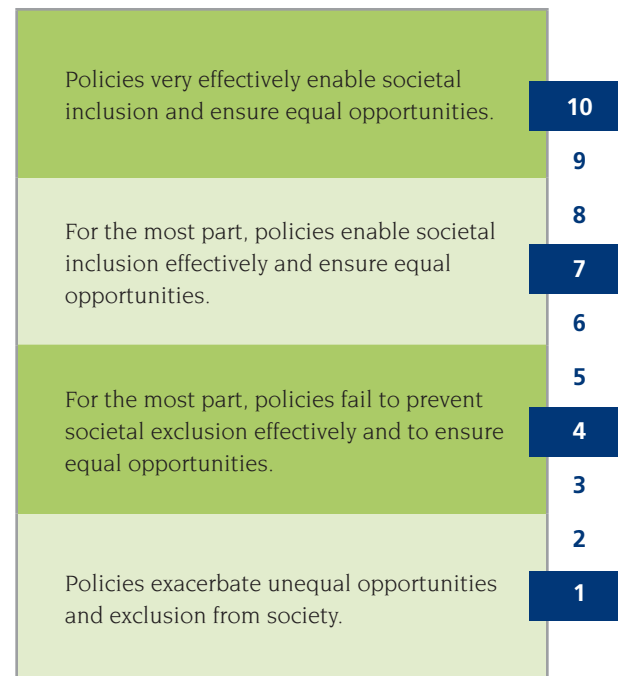 Policies very effectively enable societal
inclusion and ensure equal opportunities.
10
9
8
For the most part, policies enable societal
inclusion effectively and ensure equal
opportunities.
7
6
5
For the most part, policies fail to prevent
societal exclusion effectively and to ensure
equal opportunities.
4
3
2
Policies exacerbate unequal opportunities
and exclusion from society.
1